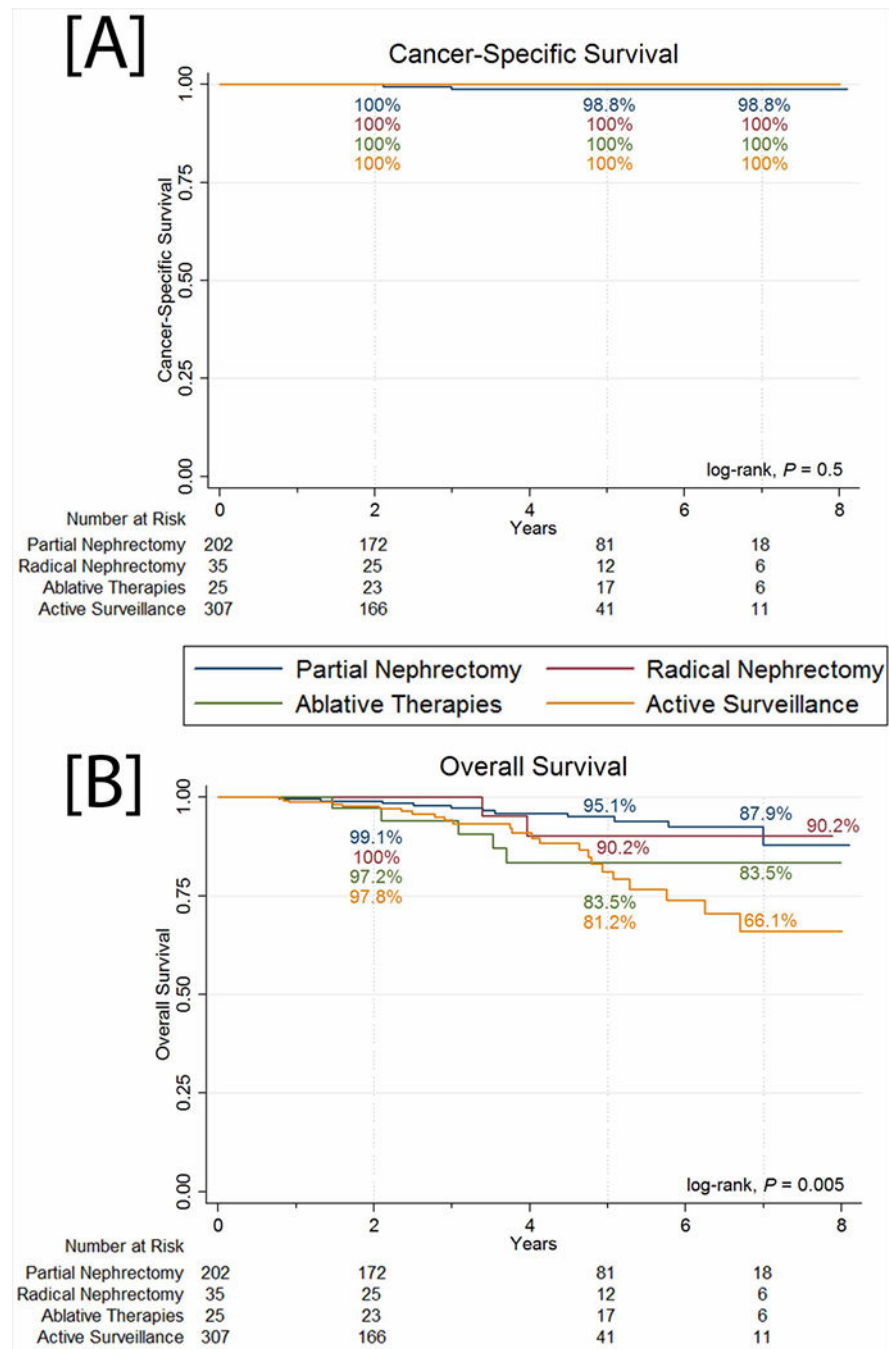 [A]
Cancer-Specific Survival
Cancer-Specific Survival
1.00
0.75
0.50
0.25
0.00
100% 98.8% 98.8%
100% 100% 100%
100% 100% 100%
100% 100% 100%
log-rank, P = 0.5
0 2 4 6 8
Years
Number at Risk
Partial Nephrectomy 202 172 81 18
Radical Nephrectomy 35 25 12 6
Ablative Therapies 25 23 17 6
Active Surveillance 307 166 41 11
Partial Nephrectomy Radical Nephrectomy
Ablative Therapies Active Surveillance
[B]
Overall Survival
Overall Survival
1.00
0.75
0.50
0.25
0.00
95.1% 87.9% 90.2%
99.1%
100% 90.2%
97.2% 83.5%
97.8% 83.5%
81.2% 66.1%
log-rank, P = 0.005
0 2 4 6 8
Years
Number at Risk
Partial Nephrectomy 202 172 81 18
Radical Nephrectomy 35 25 12 6
Ablative Therapies 25 23 17 6
Active Surveillance 307 166 41 11